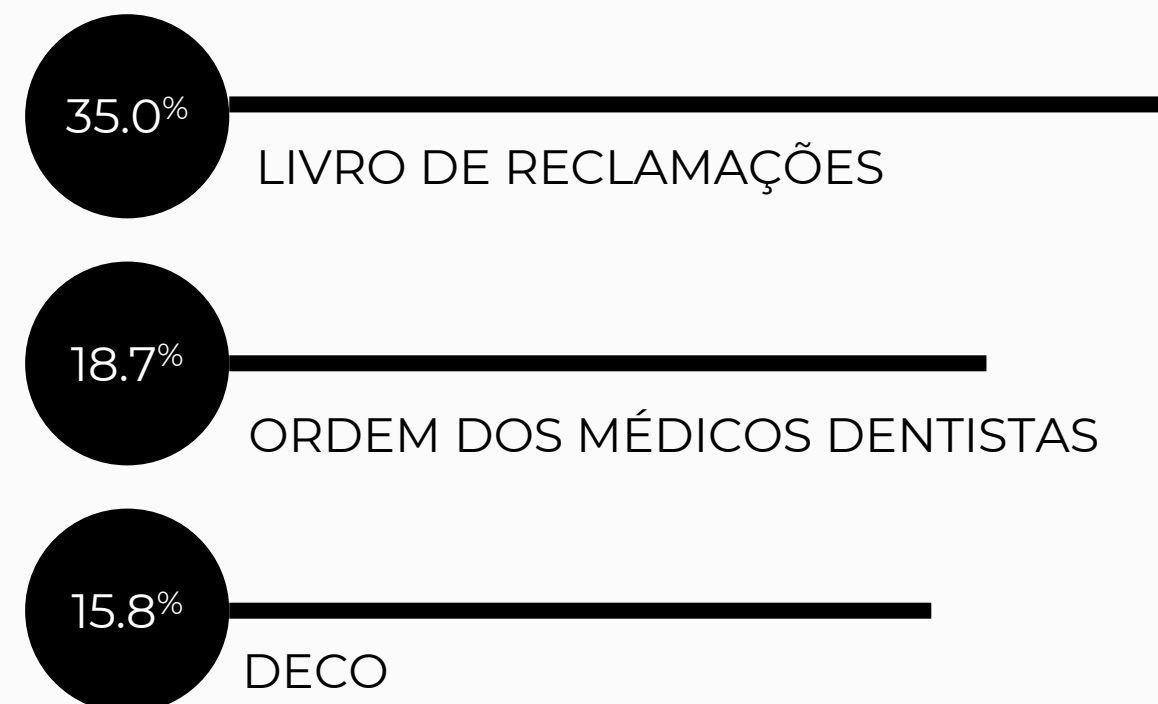 35.0%
LIVRO DE RECLAMAÇÕES
18.7%
ORDEM DOS MÉDICOS DENTISTAS
15.8%
DECO